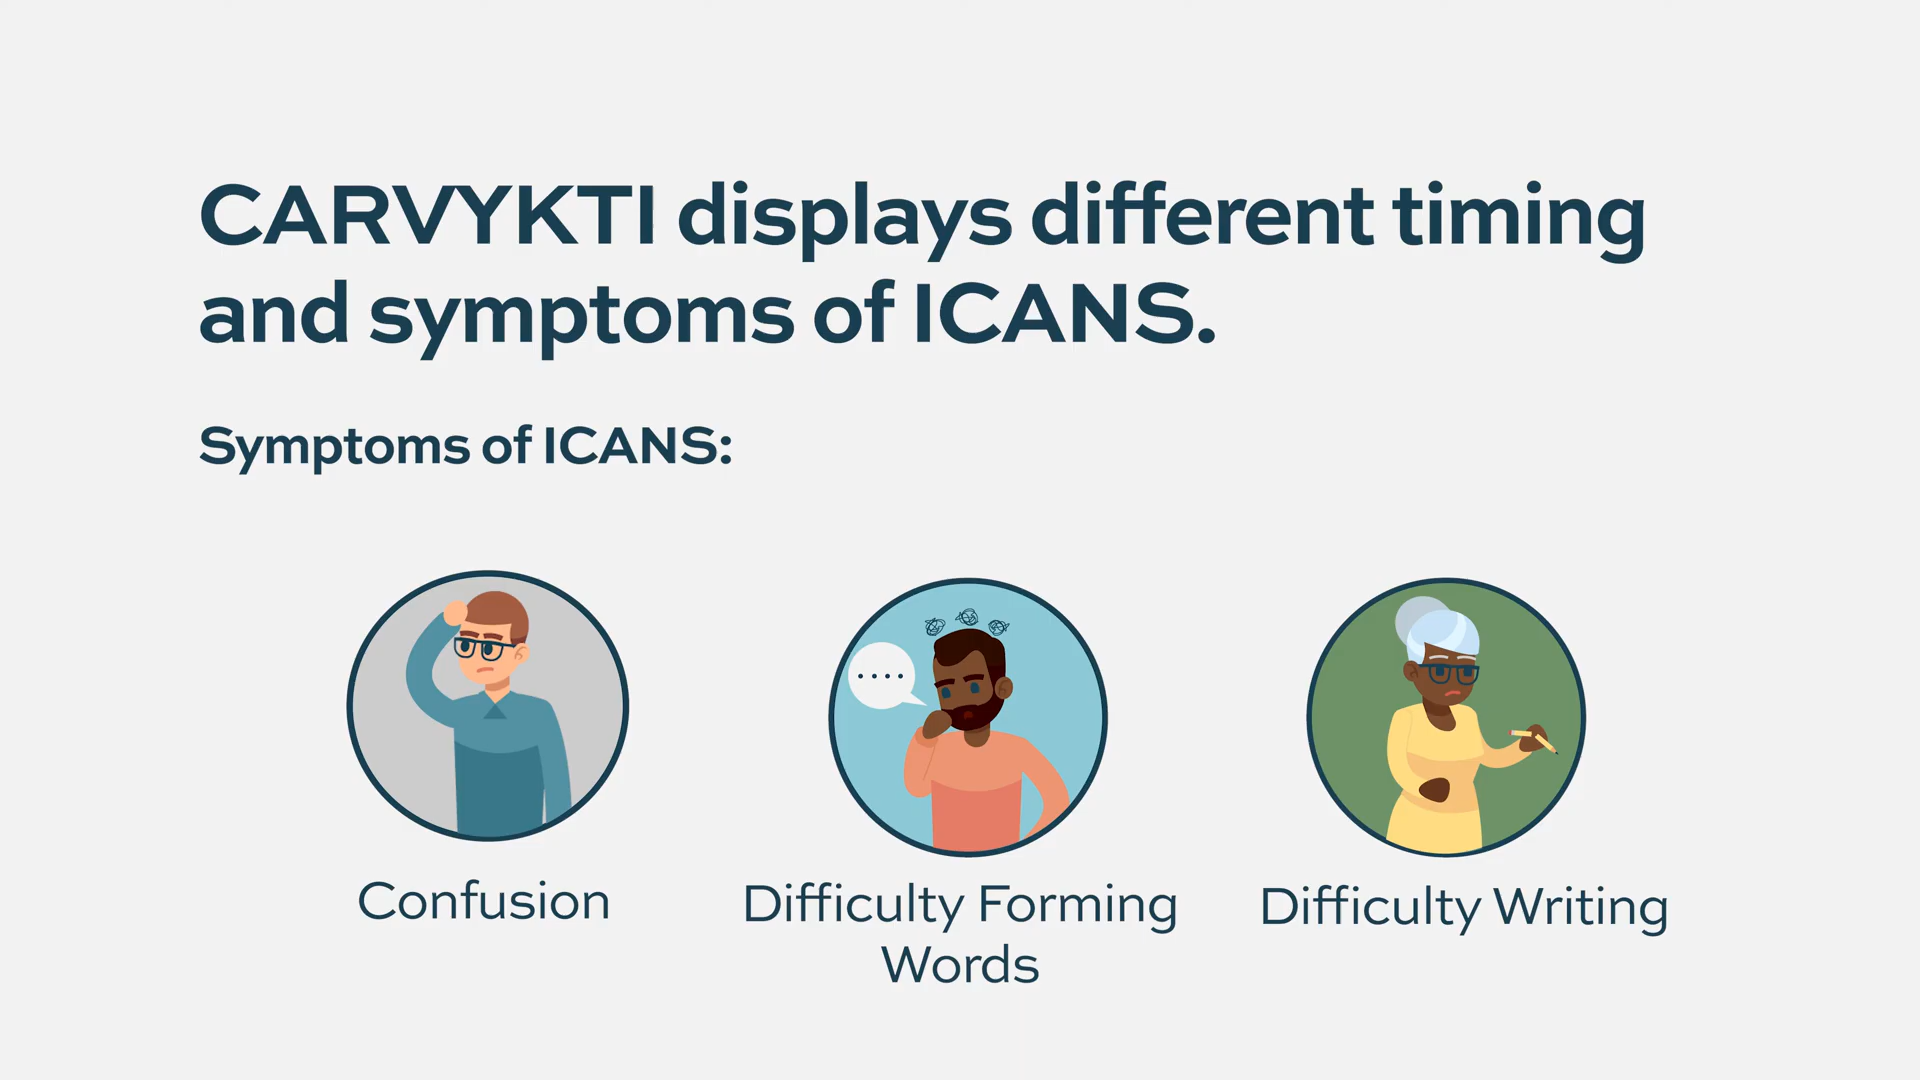 CARVYKTI displays different timing
and symptoms of ICANS.
Symptoms of ICANS:
Confusion
Difficulty Forming
Words
Difficulty Writing